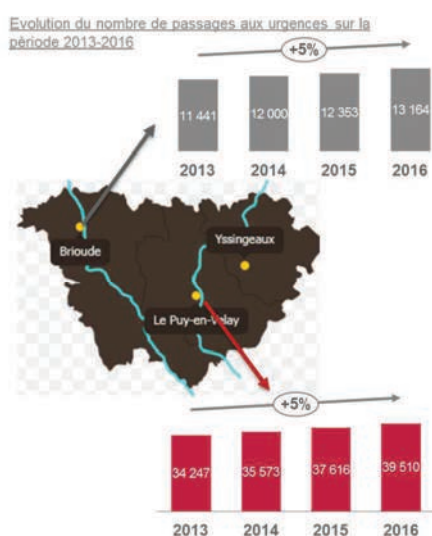 Evolution du nombre de passages aux urgences sur la
période 2013-2016
+5%
11 441 12 000 12 353 13 164
2013 2014 2015 2016
Yssingeaux
Brioude
Le Puy-en-Velay
+5%
34 247 35 573 37 616 39 510
2013 2014 2015 2016